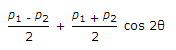 (p₁ - p₂)/2 + (p₁ + p₂)/2 cos 2θ